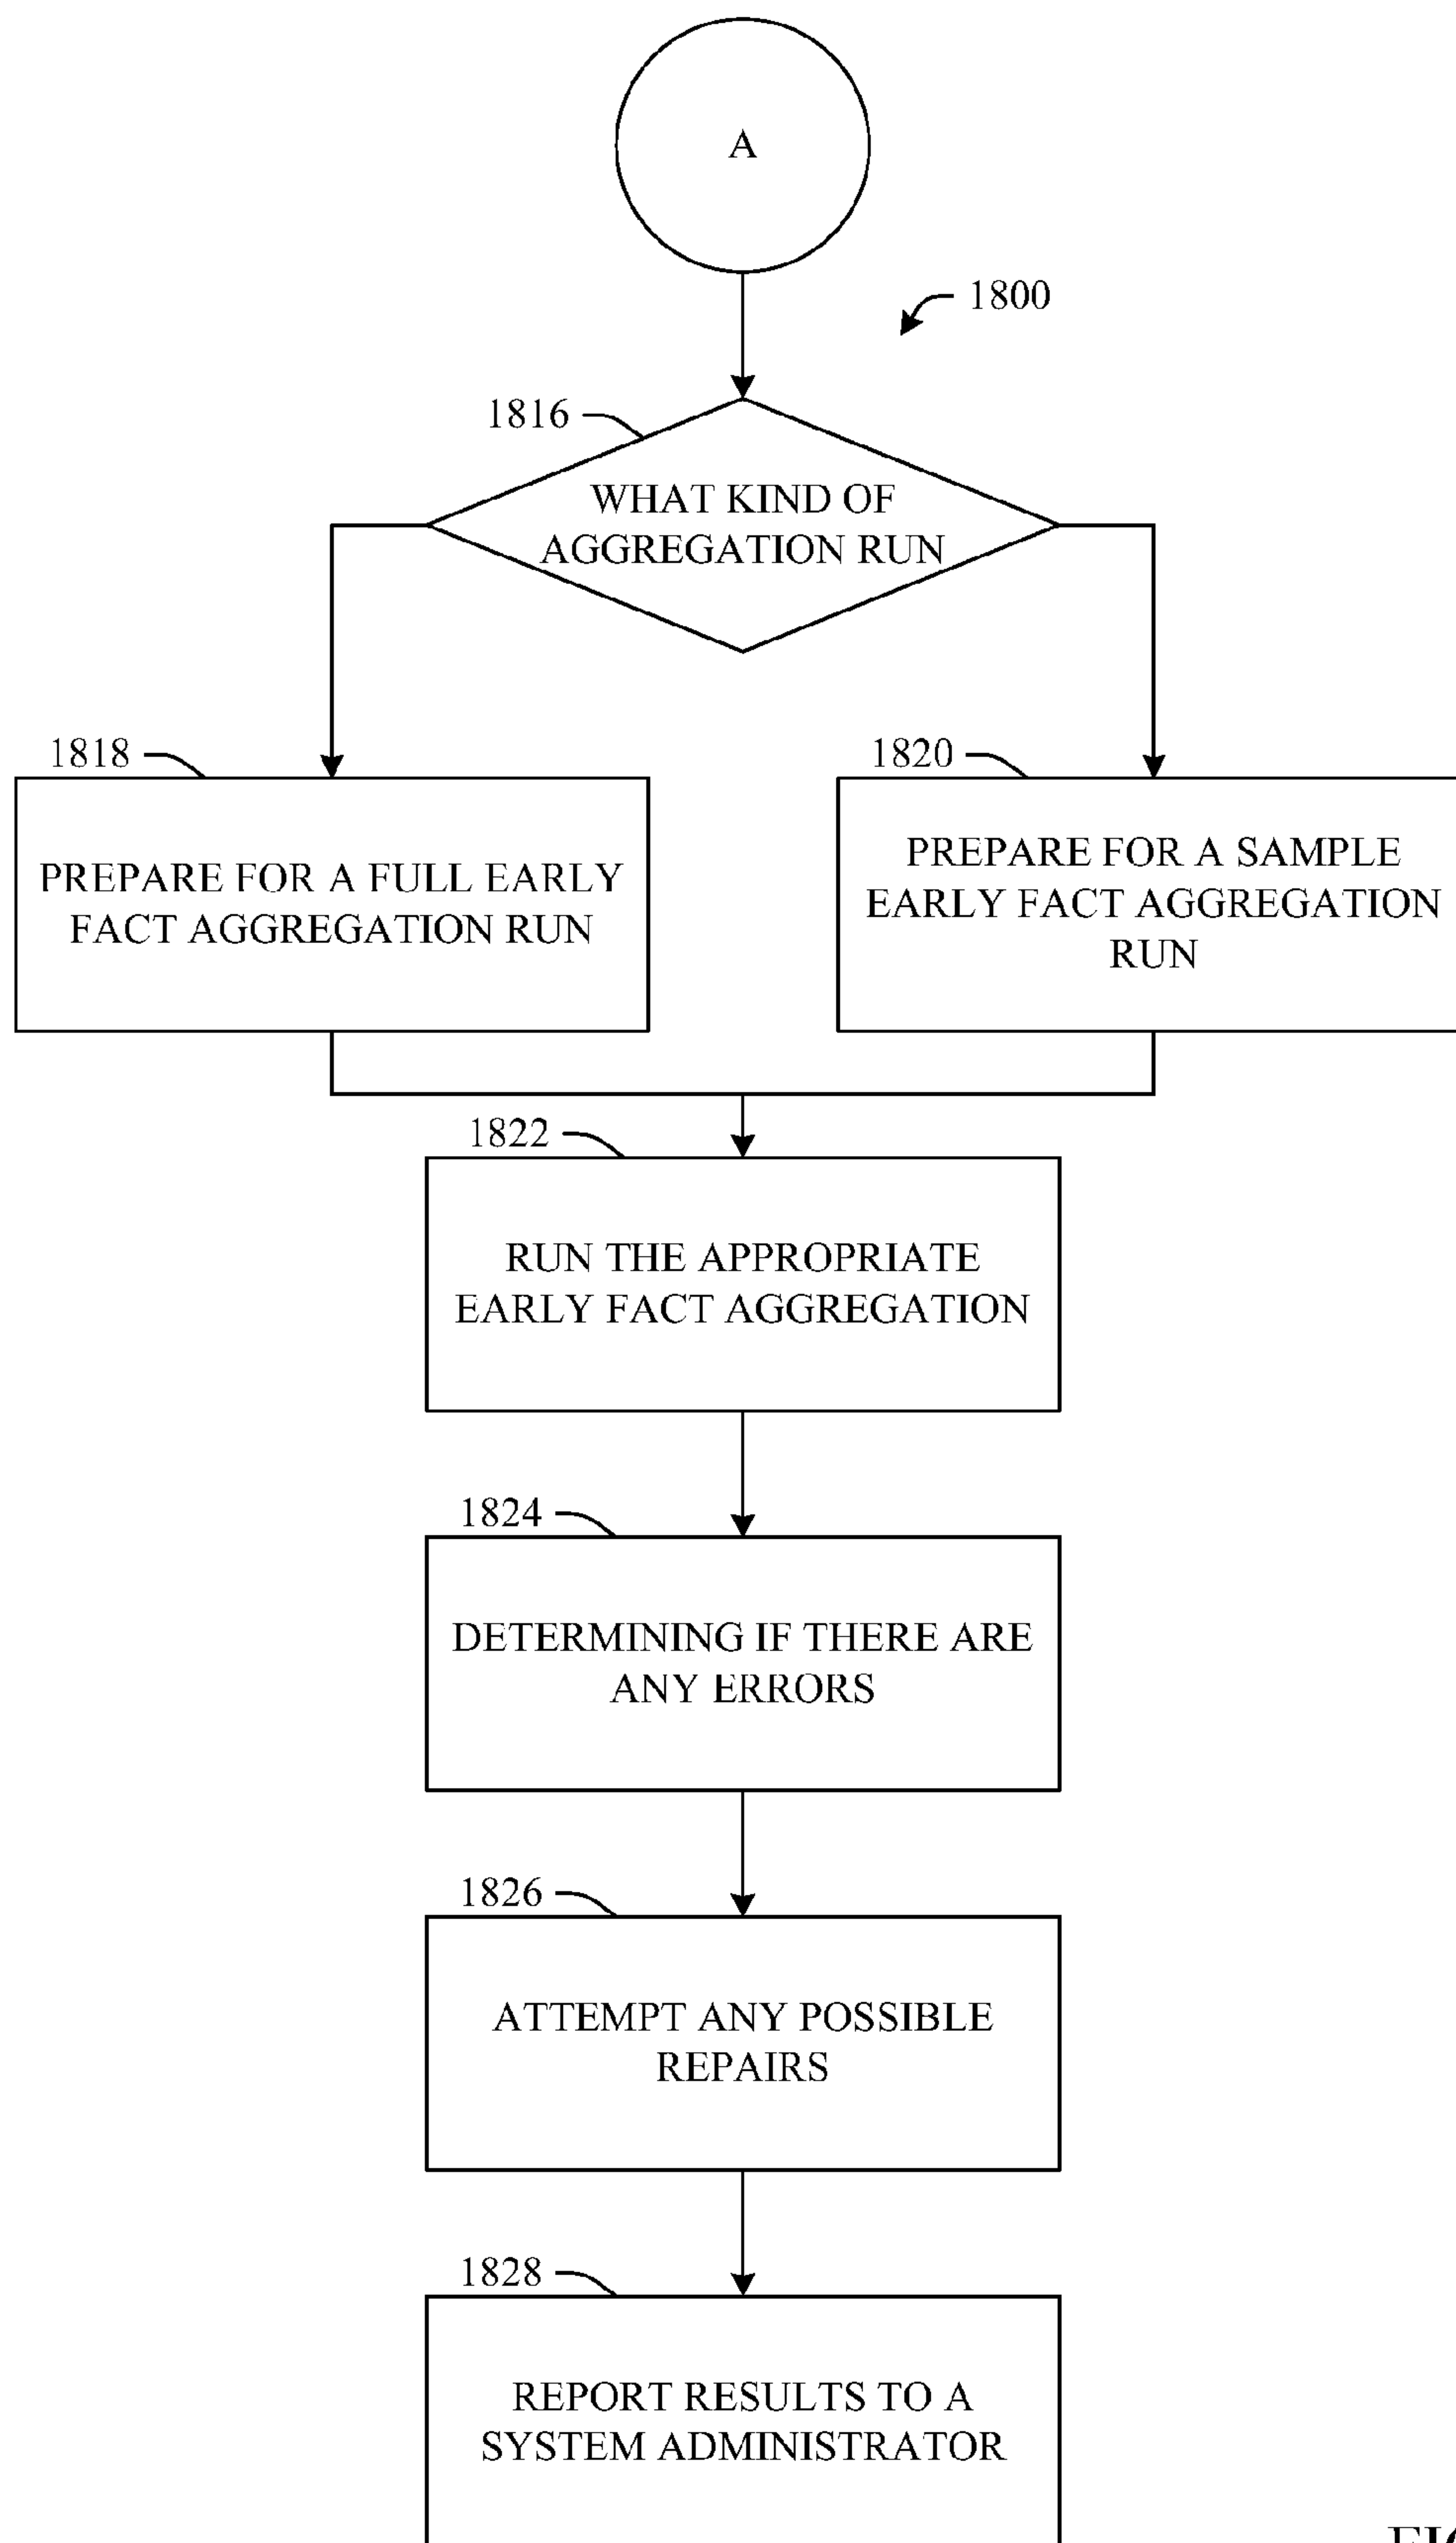 A
1800
1816
WHAT KIND OF
AGGREGATION RUN
1818
PREPARE FOR A FULL EARLY
FACT AGGREGATION RUN
1820
PREPARE FOR A SAMPLE
EARLY FACT AGGREGATION
RUN
1822
RUN THE APPROPRIATE
EARLY FACT AGGREGATION
1824
DETERMINING IF THERE ARE
ANY ERRORS
1826
ATTEMPT ANY POSSIBLE
REPAIRS
1828
REPORT RESULTS TO A
SYSTEM ADMINISTRATOR